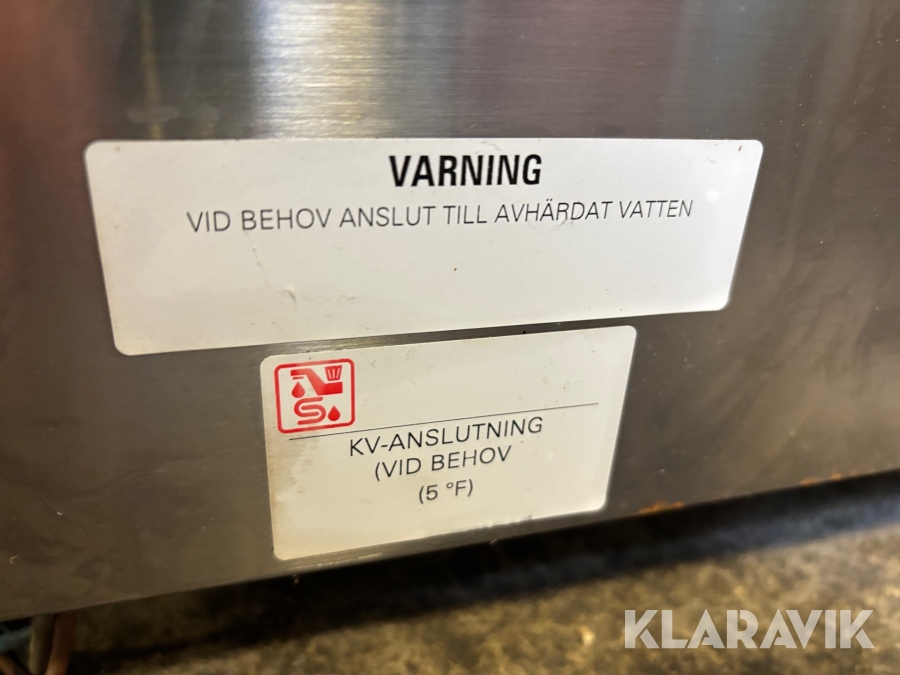 VARNING
VID BEHOV ANSLUT TILL AVHÄRDAT VATTEN
KV-ANSLUTNING
(VID BEHOV
(5 °F)
KLARAVIK